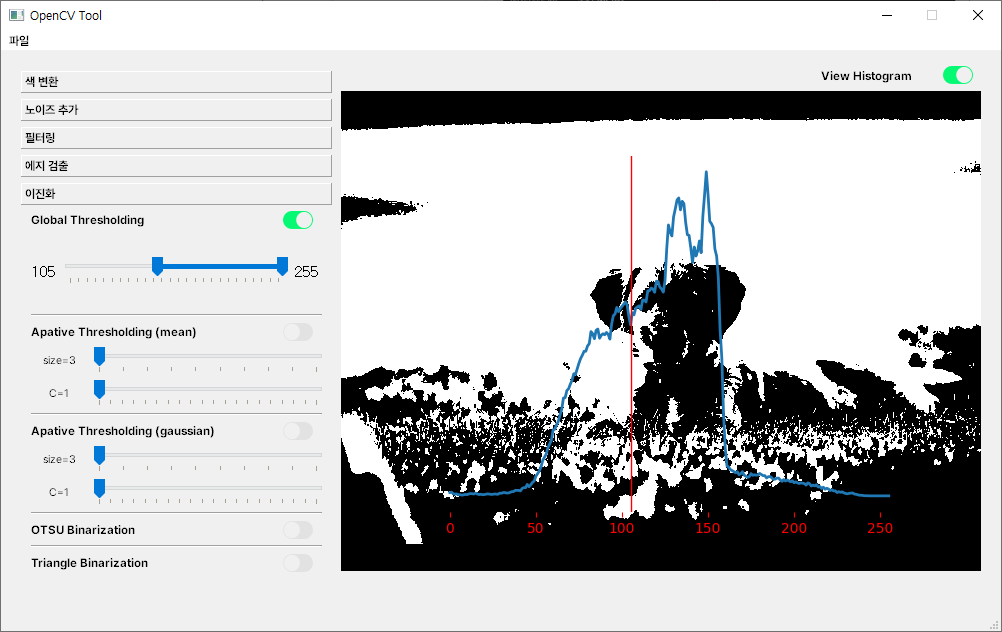 OpenCV Tool
파일
View Histogram
색 변환
노이즈 추가
필터링
에지 검출
이진화
Global Thresholding
105 255
Apative Thresholding (mean)
size=3
C=1
Apative Thresholding (gaussian)
size=3
C=1
OTSU Binarization
Triangle Binarization
0 50 100 150 200 250